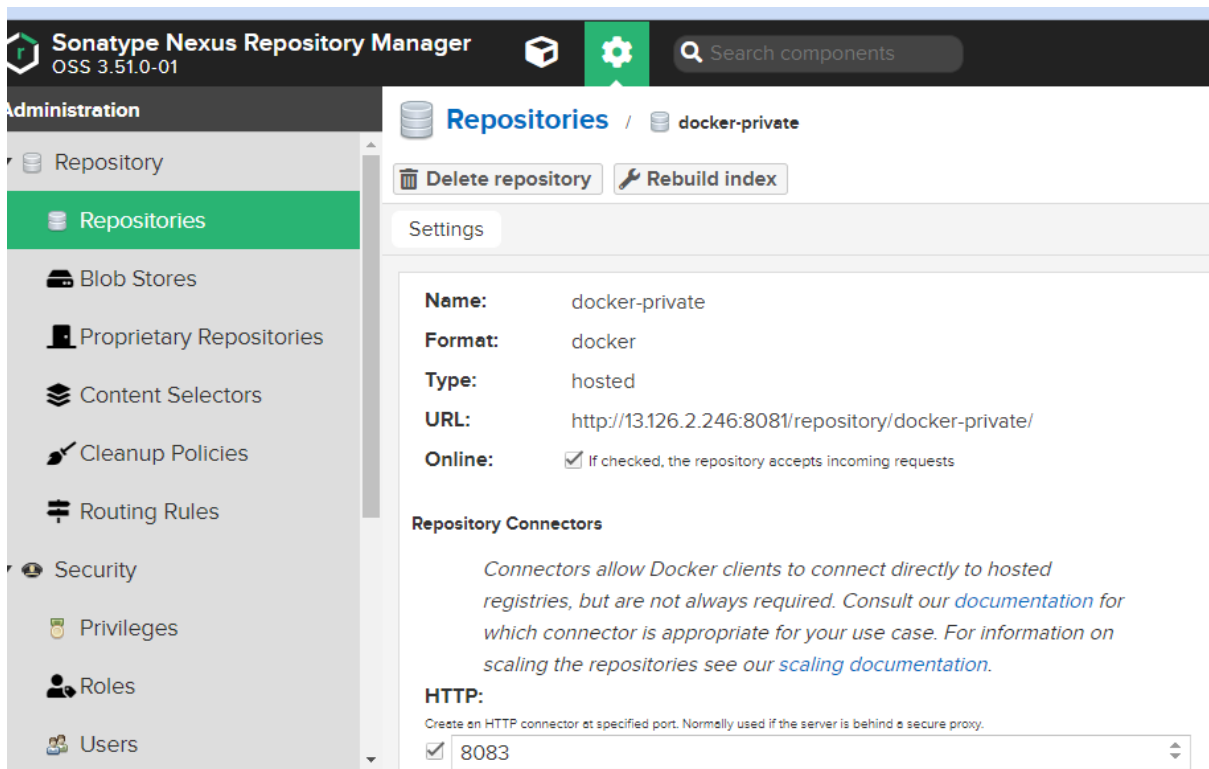 Sonatype Nexus Repository Manager
OSS 3.51.0-01
Search components
Administration
Repository
Repositories
Blob Stores
Proprietary Repositories
Content Selectors
Cleanup Policies
Routing Rules
Security
Privileges
Roles
Users
Repositories / docker-private
Delete repository
Rebuild index
Settings
Name: docker-private
Format: docker
Type: hosted
URL: http://13.126.2.246:8081/repository/docker-private/
Online: If checked, the repository accepts incoming requests
Repository Connectors
Connectors allow Docker clients to connect directly to hosted
registries, but are not always required. Consult our documentation for
which connector is appropriate for your use case. For information on
scaling the repositories see our scaling documentation.
HTTP:
Create an HTTP connector at specified port. Normally used if the server is behind a secure proxy.
8083